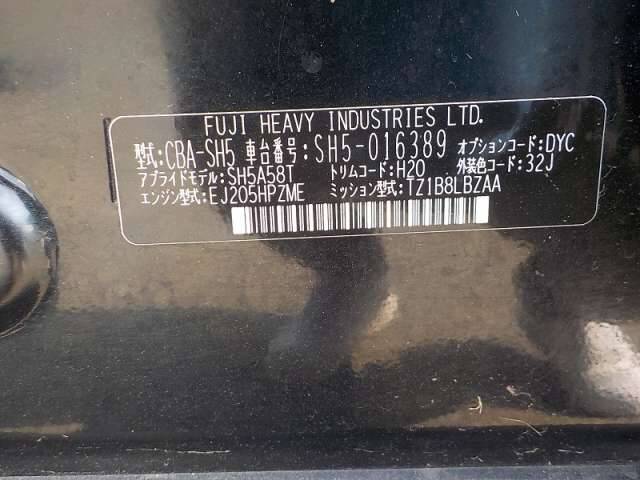 FUJI HEAVY INDUSTRIES LTD.
型式:CBA-SH5 車台番号:SH5-016389 オプションコード:DYC
アプライドモデル:SH5A58T トリムコード:H20 外装色コード:32J
エンジン型式:EJ205HPZME ミッション型式:TZ1B8LBZAA